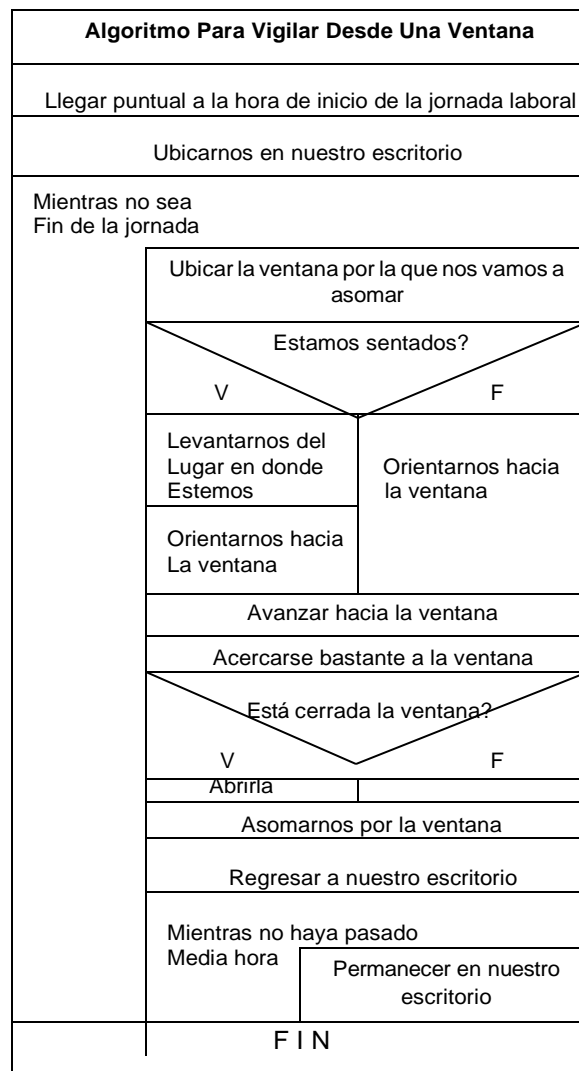 Algoritmo Para Vigilar Desde Una Ventana
Llegar puntual a la hora de inicio de la jornada laboral
Ubicarnos en nuestro escritorio
Mientras no sea
Fin de la jornada
Ubicar la ventana por la que nos vamos a
asomar
Estamos sentados?
V F
Levantarnos del
Lugar en donde
Estemos
Orientarnos hacia
la ventana
Orientarnos hacia
La ventana
Avanzar hacia la ventana
Acercarse bastante a la ventana
Está cerrada la ventana?
V F
Abrirla
Asomarnos por la ventana
Regresar a nuestro escritorio
Mientras no haya pasado
Media hora
Permanecer en nuestro
escritorio
F I N